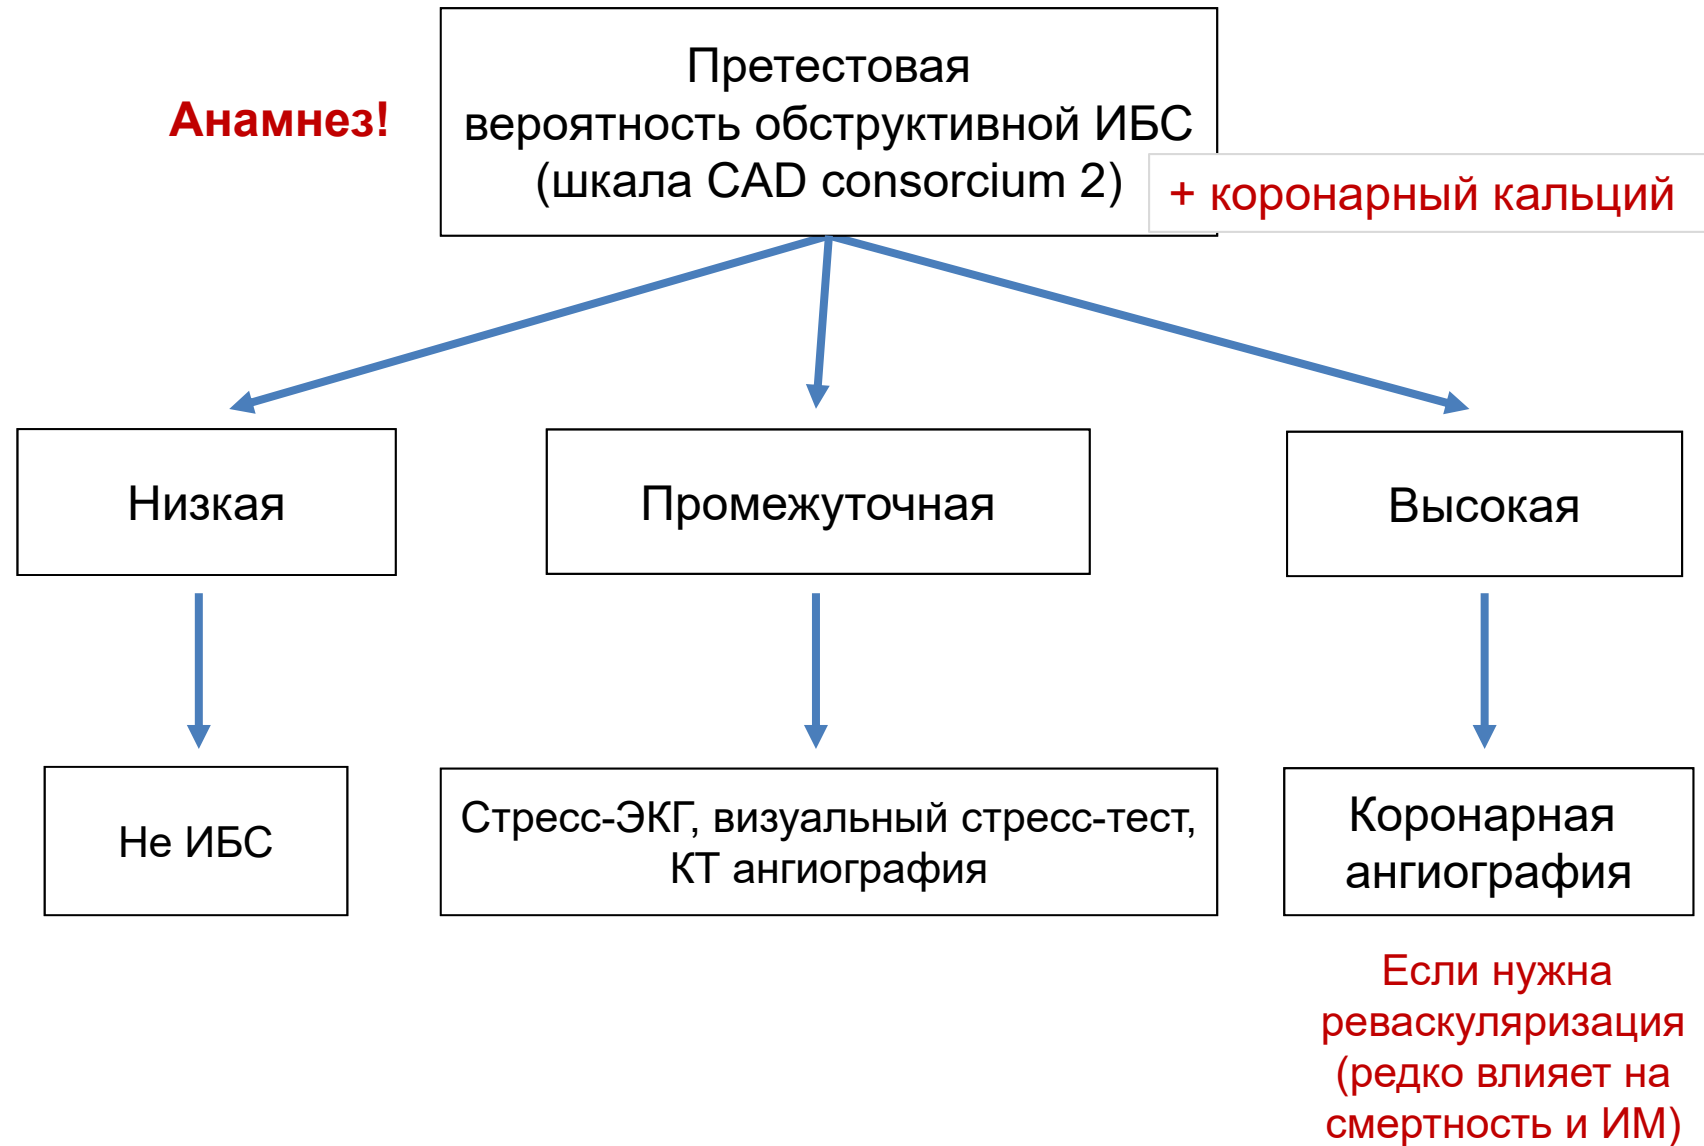 Анамнез!
Претестовая
вероятность обструктивной ИБС
(шкала CAD consorcium 2)
+ коронарный кальций
Низкая
Промежуточная
Высокая
Не ИБС
Стресс-ЭКГ, визуальный стресс-тест,
КТ ангиография
Коронарная
ангиография
Если нужна
реваскуляризация
(редко влияет на
смертность и ИМ)